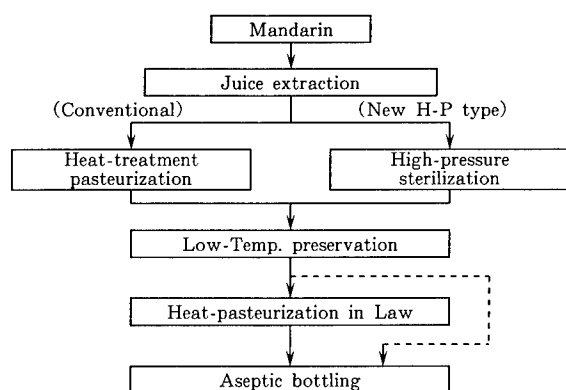 Mandarin
Juice extraction
(Conventional)
(New H-P type)
Heat-treatment
pasteurization
High-pressure
sterilization
Low-Temp. preservation
Heat-pasteurization in Law
Aseptic bottling